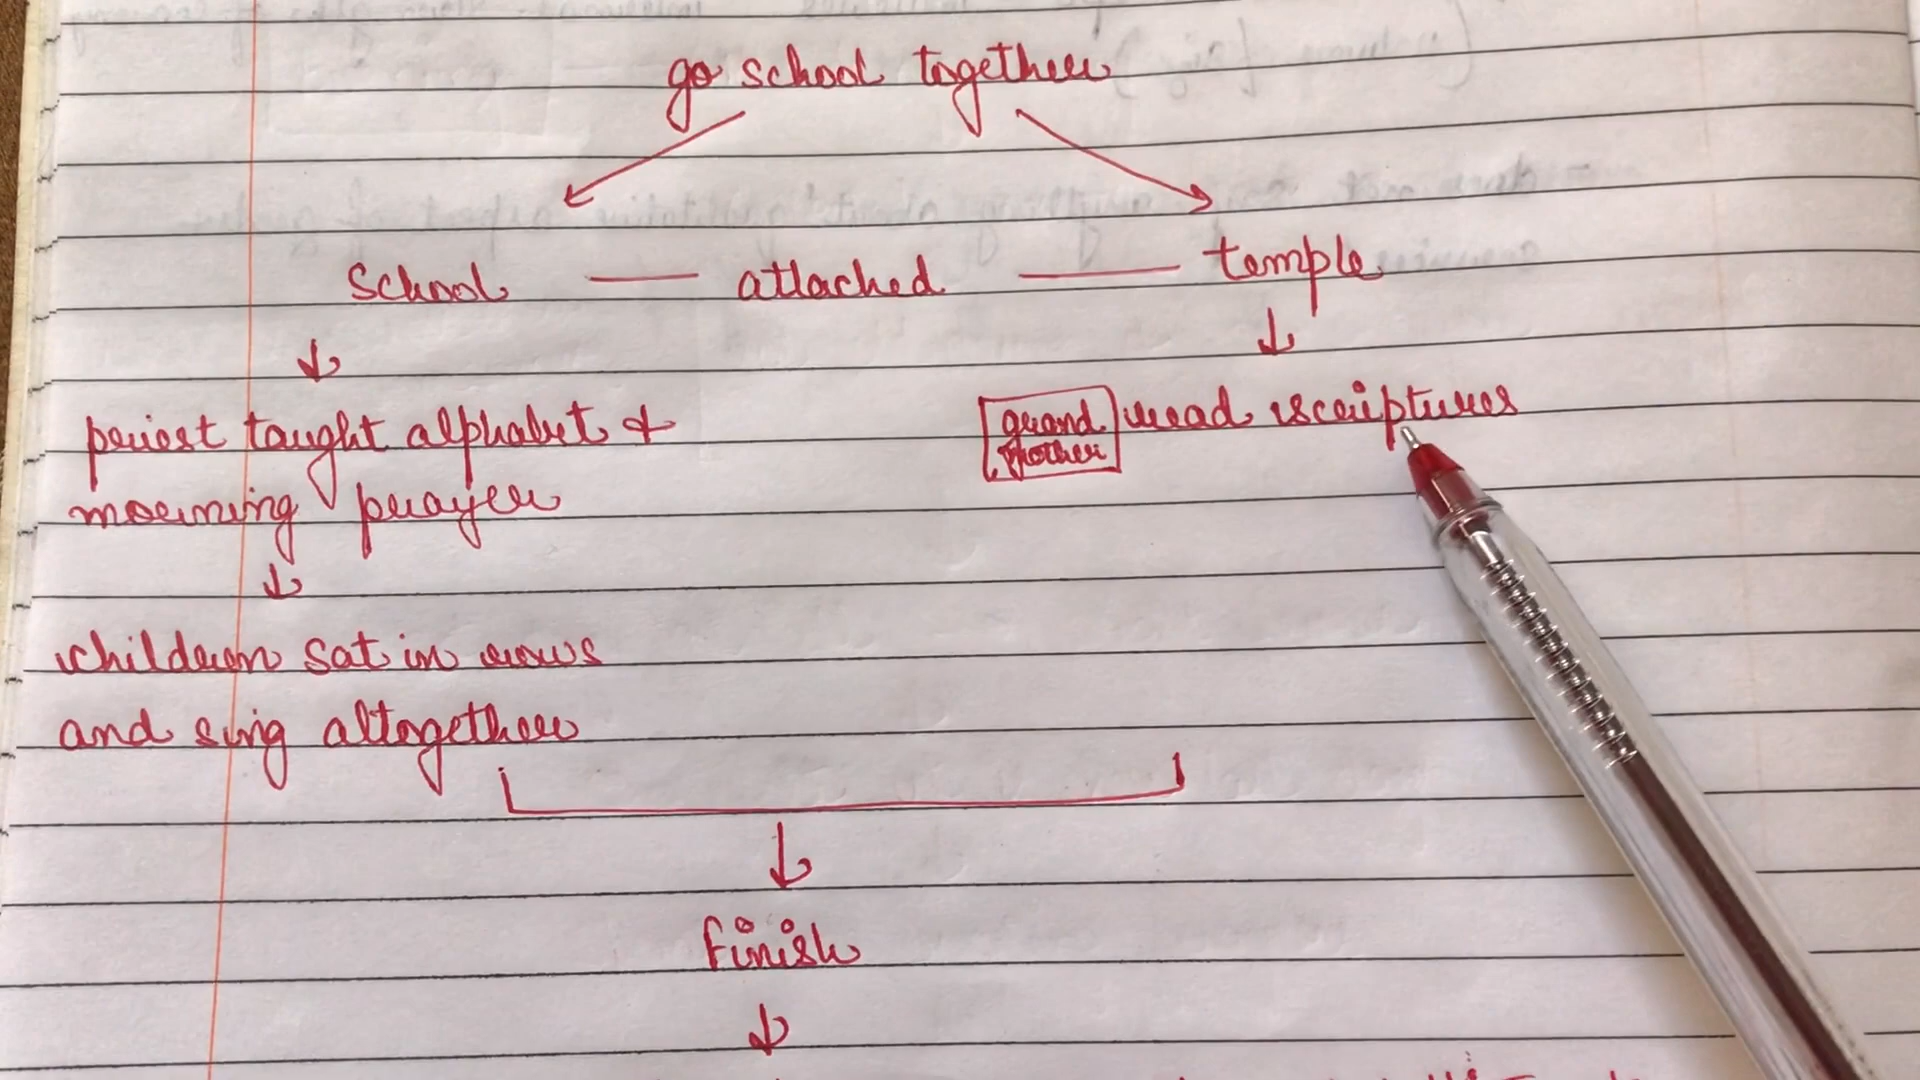 go school together
School — attached — temple
priest taught alphabet &
morning prayer
grand
mother
read scriptures
children sat in rows
and sing altogether
finish